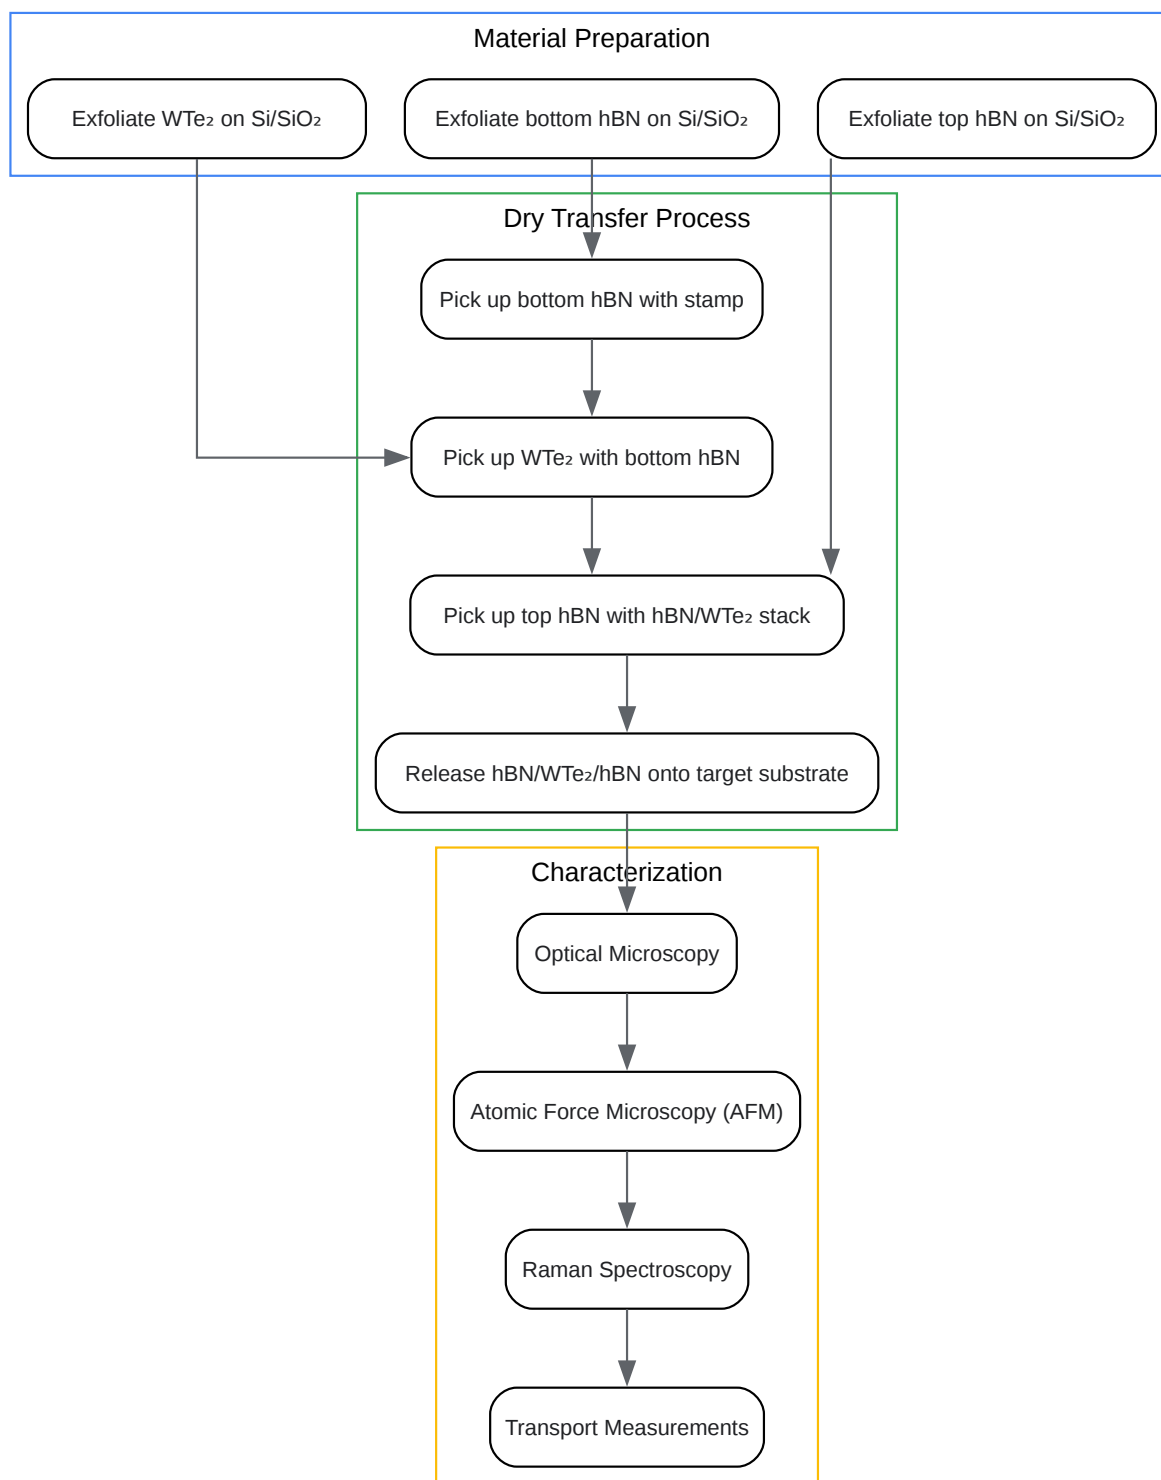 Material Preparation
Exfoliate WTe₂ on Si/SiO₂
Exfoliate bottom hBN on Si/SiO₂
Exfoliate top hBN on Si/SiO₂
Dry Transfer Process
Pick up bottom hBN with stamp
Pick up WTe₂ with bottom hBN
Pick up top hBN with hBN/WTe₂ stack
Release hBN/WTe₂/hBN onto target substrate
Characterization
Optical Microscopy
Atomic Force Microscopy (AFM)
Raman Spectroscopy
Transport Measurements